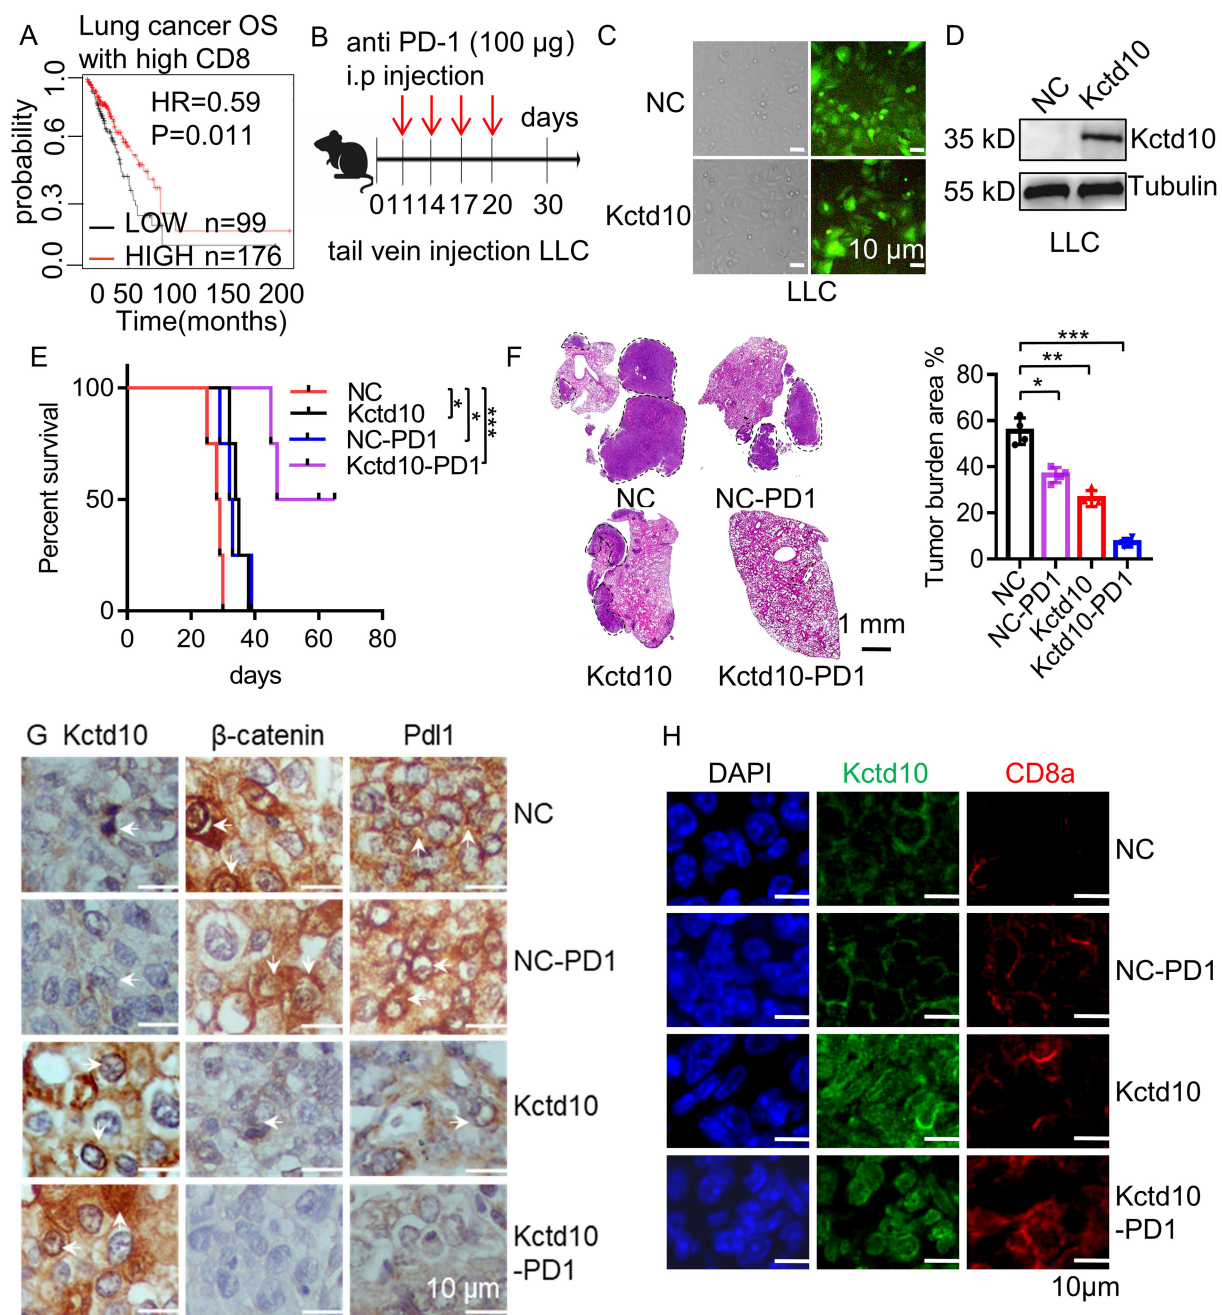 A
Lung cancer OS
with high CD8
1.0
0.6
0.3
0.0
probability
HR=0.59
P=0.011
LOW n=99
HIGH n=176
0 50 100 150 200
Time(months)
B
anti PD-1 (100 µg)
i.p injection
days
0 11 14 17 20 30
tail vein injection LLC
C
NC
Kctd10
10 µm
LLC
D
NC Kctd10
35 kD Kctd10
55 kD Tubulin
LLC
E
Percent survival
100
50
0
0 20 40 60 80
days
NC
Kctd10
NC-PD1
Kctd10-PD1
*
*
***
F
NC NC-PD1
Kctd10 Kctd10-PD1
1 mm
Tumor burden area %
80
60
40
20
0
***
**
*
NC
NC-PD1
Kctd10
Kctd10-PD1
G Kctd10 β-catenin Pdl1
NC
NC-PD1
Kctd10
Kctd10
-PD1
10 µm
H
DAPI Kctd10 CD8a
NC
NC-PD1
Kctd10
Kctd10
-PD1
10µm